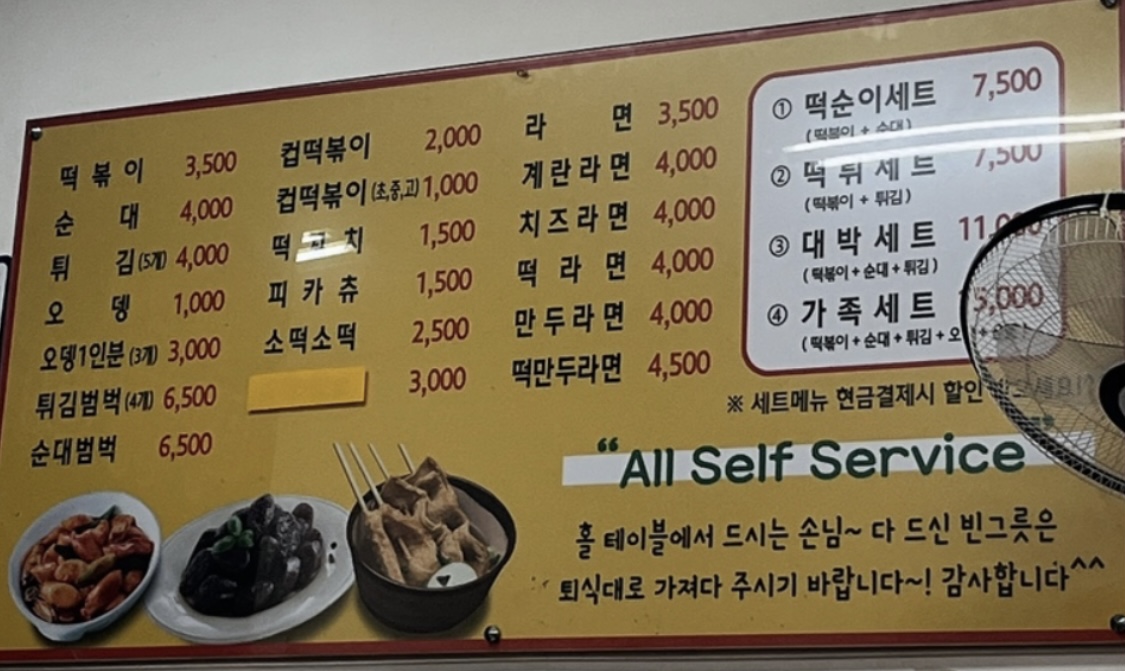 떡볶이 3,500
순대 4,000
튀김(5개) 4,000
오뎅 1,000
오뎅1인분(3개) 3,000
튀김범벅(4개) 6,500
순대범벅 6,500
컵떡볶이 2,000
컵떡볶이(초,중,고) 1,000
떡꼬치 1,500
피카츄 1,500
소떡소떡 2,500
3,000
라면 3,500
계란라면 4,000
치즈라면 4,000
떡라면 4,000
만두라면 4,000
떡만두라면 4,500
① 떡순이세트 7,500
(떡볶이 + 순대)
② 떡튀세트 7,500
(떡볶이 + 튀김)
③ 대박세트
(떡볶이 + 순대 + 튀김)
④ 가족세트
(떡볶이 + 순대 + 튀김 +
※ 세트메뉴 현금결제시 할인
“All Self Service”
홀 테이블에서 드시는 손님~ 다 드신 빈그릇은
퇴식대로 가져다 주시기 바랍니다~! 감사합니다^^